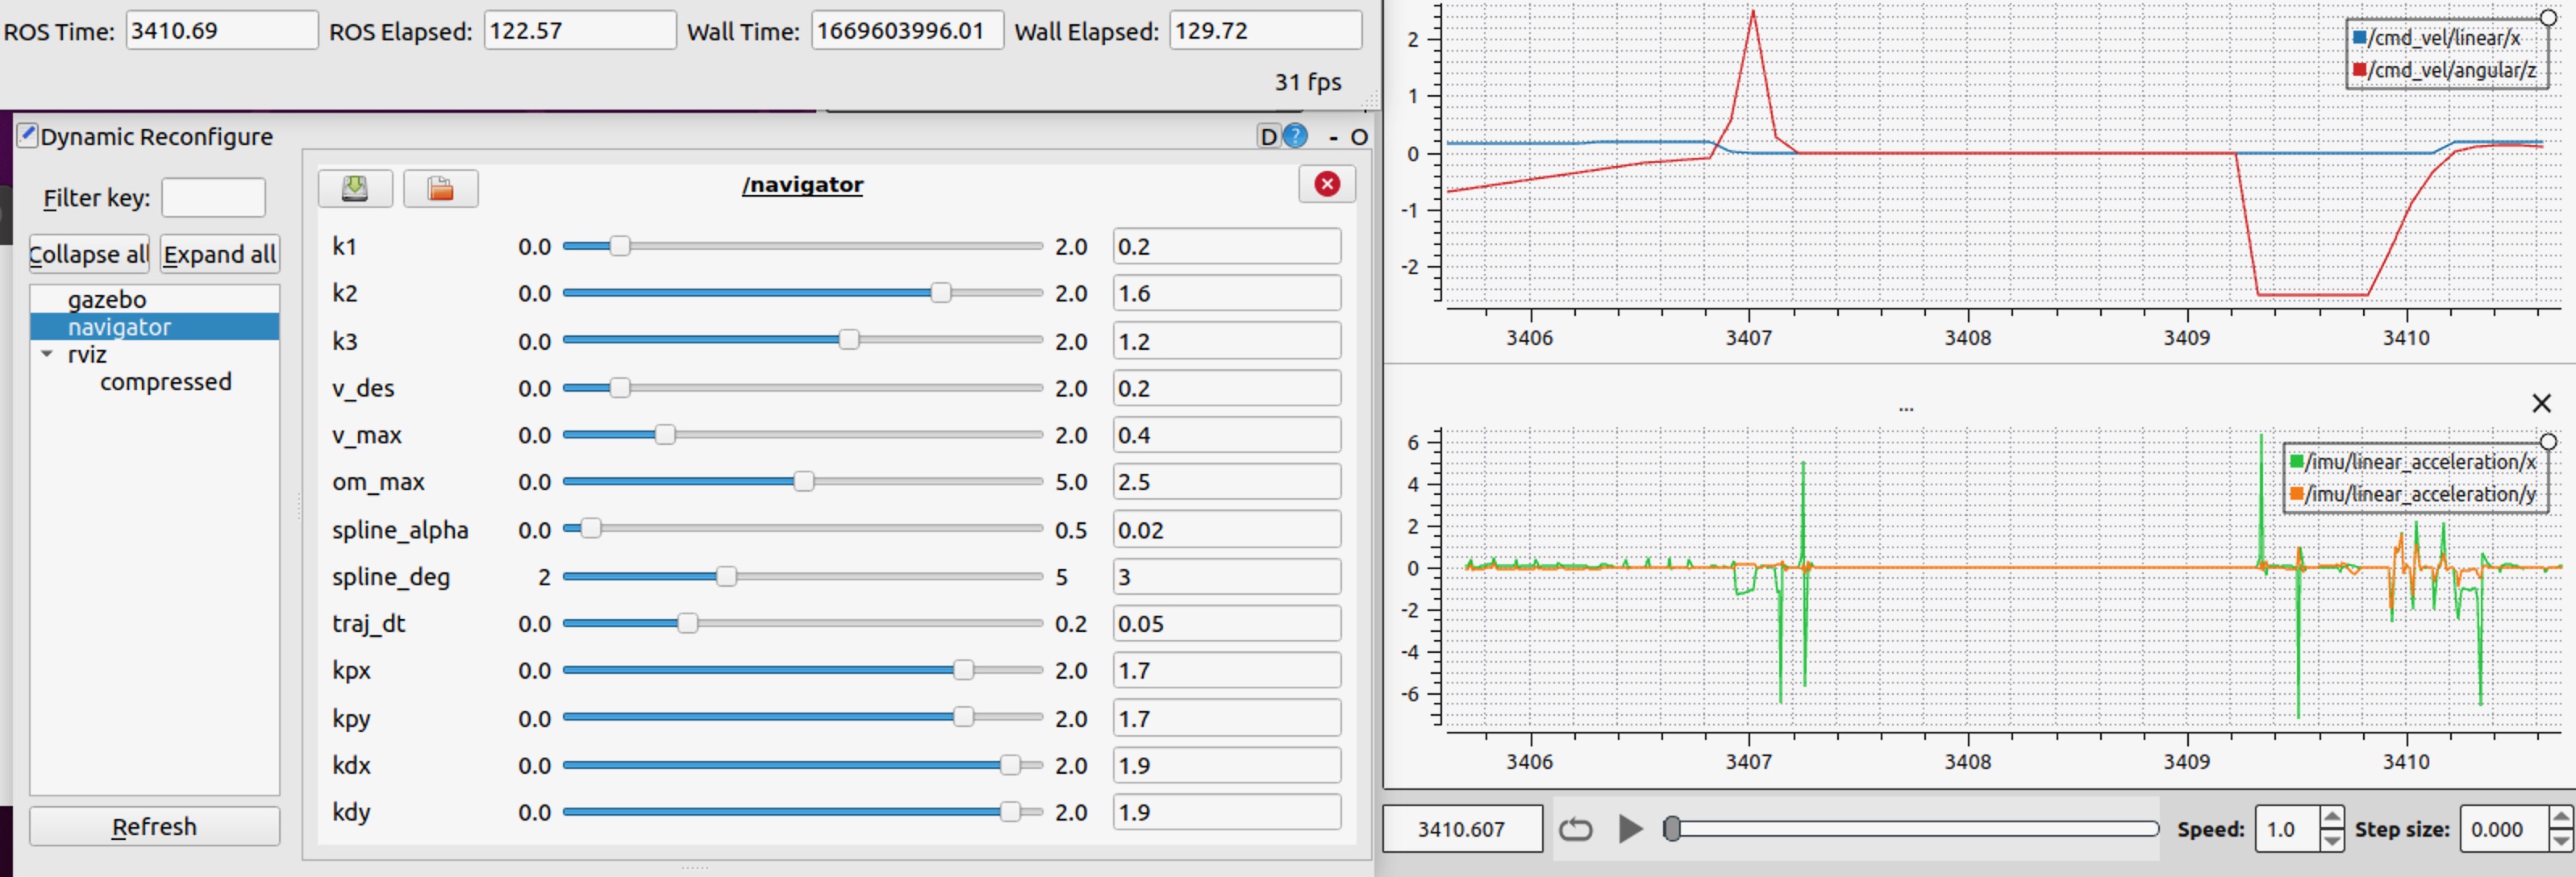 ROS Time: 3410.69 ROS Elapsed: 122.57 Wall Time: 1669603996.01 Wall Elapsed: 129.72
31 fps
Dynamic Reconfigure D ? - O
Filter key:
Collapse all Expand all
gazebo
navigator
rviz
compressed
Refresh
/navigator
k1 0.0 2.0 0.2
k2 0.0 2.0 1.6
k3 0.0 2.0 1.2
v_des 0.0 2.0 0.2
v_max 0.0 2.0 0.4
om_max 0.0 5.0 2.5
spline_alpha 0.0 0.5 0.02
spline_deg 2 5 3
traj_dt 0.0 0.2 0.05
kpx 0.0 2.0 1.7
kpy 0.0 2.0 1.7
kdx 0.0 2.0 1.9
kdy 0.0 2.0 1.9
/cmd_vel/linear/x
/cmd_vel/angular/z
2
1
0
-1
-2
3406 3407 3408 3409 3410
...
/imu/linear_acceleration/x
/imu/linear_acceleration/y
6
4
2
0
-2
-4
-6
3406 3407 3408 3409 3410
3410.607 Speed: 1.0 Step size: 0.000